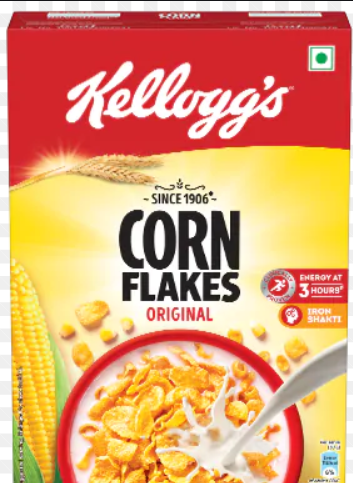 Kellogg's
~ SINCE 1906* ~
CORN
FLAKES
ORIGINAL
ENERGY AT
3 HOURS#
IRON
SHAKTI